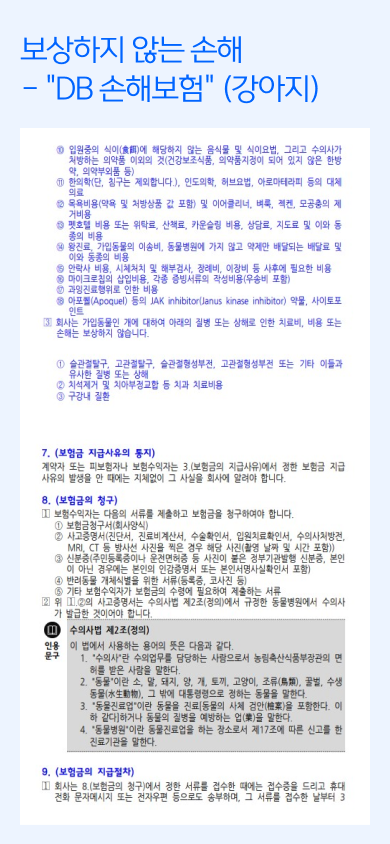 보상하지 않는 손해
- "DB 손해보험" (강아지)
⑩ 입원중의 식이(食餌)에 해당하지 않는 음식물 및 식이요법, 그리고 수의사가
처방하는 의약품 이외의 것(건강보조식품, 의약품지정이 되어 있지 않은 한방
약, 의약부외품 등)
⑪ 한의학(단, 침구는 제외합니다.), 인도의학, 허브요법, 아로마테라피 등의 대체
의료
⑫ 목욕비용(약욕 및 처방샴푸 값 포함) 및 이어클리너, 벼룩, 젝켄, 모공충의 제
거비용
⑬ 펫호텔 비용 또는 위탁료, 산책료, 카운슬링 비용, 상담료, 지도료 및 이와 동
종의 비용
⑭ 왕진료, 가입동물의 이송비, 동물병원에 가지 않고 약제만 배달되는 배달료 및
이와 동종의 비용
⑮ 안락사 비용, 시체처치 및 해부검사, 장례비, 이장비 등 사후에 필요한 비용
⑯ 마이크로칩의 삽입비용, 각종 증빙서류의 작성비용(우송비 포함)
⑰ 과잉진료행위로 인한 비용
⑱ 아포퀠(Apoquel) 등의 JAK inhibitor(Janus kinase inhibitor) 약물, 사이토포
인트
③ 회사는 가입동물인 개에 대하여 아래의 질병 또는 상해로 인한 치료비, 비용 또는
손해는 보상하지 않습니다.
① 슬관절탈구, 고관절탈구, 슬관절형성부전, 고관절형성부전 또는 기타 이들과
유사한 질병 또는 상해
② 치석제거 및 치아부정교합 등 치과 치료비용
③ 구강내 질환
7. (보험금 지급사유의 통지)
계약자 또는 피보험자나 보험수익자는 3.(보험금의 지급사유)에서 정한 보험금 지급
사유의 발생을 안 때에는 지체없이 그 사실을 회사에 알려야 합니다.
8. (보험금의 청구)
① 보험수익자는 다음의 서류를 제출하고 보험금을 청구하여야 합니다.
① 보험금청구서(회사양식)
② 사고증명서(진단서, 진료비계산서, 수술확인서, 입원치료확인서, 수의사처방전,
MRI, CT 등 방사선 사진을 찍은 경우 해당 사진(촬영 날짜 및 시간 포함))
③ 신분증(주민등록증이나 운전면허증 등 사진이 붙은 정부기관발행 신분증, 본인
이 아닌 경우에는 본인의 인감증명서 또는 본인서명사실확인서 포함)
④ 반려동물 개체식별을 위한 서류(등록증, 코사진 등)
⑤ 기타 보험수익자가 보험금의 수령에 필요하여 제출하는 서류
② 위 ①.②의 사고증명서는 수의사법 제2조(정의)에서 규정한 동물병원에서 수의사
가 발급한 것이어야 합니다.
인용
문구
수의사법 제2조(정의)
이 법에서 사용하는 용어의 뜻은 다음과 같다.
1. "수의사"란 수의업무를 담당하는 사람으로서 농림축산식품부장관의 면
허를 받은 사람을 말한다.
2. "동물"이란 소, 말, 돼지, 양, 개, 토끼, 고양이, 조류(鳥類), 꿀벌, 수생
동물(水生動物), 그 밖에 대통령령으로 정하는 동물을 말한다.
3. "동물진료업"이란 동물을 진료[동물의 사체 검안(檢案)을 포함한다. 이
하 같다]하거나 동물의 질병을 예방하는 업(業)을 말한다.
4. "동물병원"이란 동물진료업을 하는 장소로서 제17조에 따른 신고를 한
진료기관을 말한다.
9. (보험금의 지급절차)
① 회사는 8.(보험금의 청구)에서 정한 서류를 접수한 때에는 접수증을 드리고 휴대
전화 문자메시지 또는 전자우편 등으로도 송부하며, 그 서류를 접수한 날부터 3